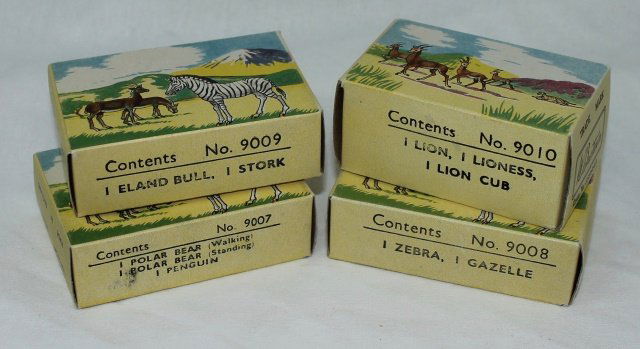 Contents No. 9009
1 ELAND BULL, 1 STORK
Contents No. 9010
1 LION, 1 LIONESS,
1 LION CUB
Contents No. 9007
1 POLAR BEAR (Walking)
1 POLAR BEAR (Standing)
1 PENGUIN
Contents No. 9008
1 ZEBRA, 1 GAZELLE
TRADE MARK